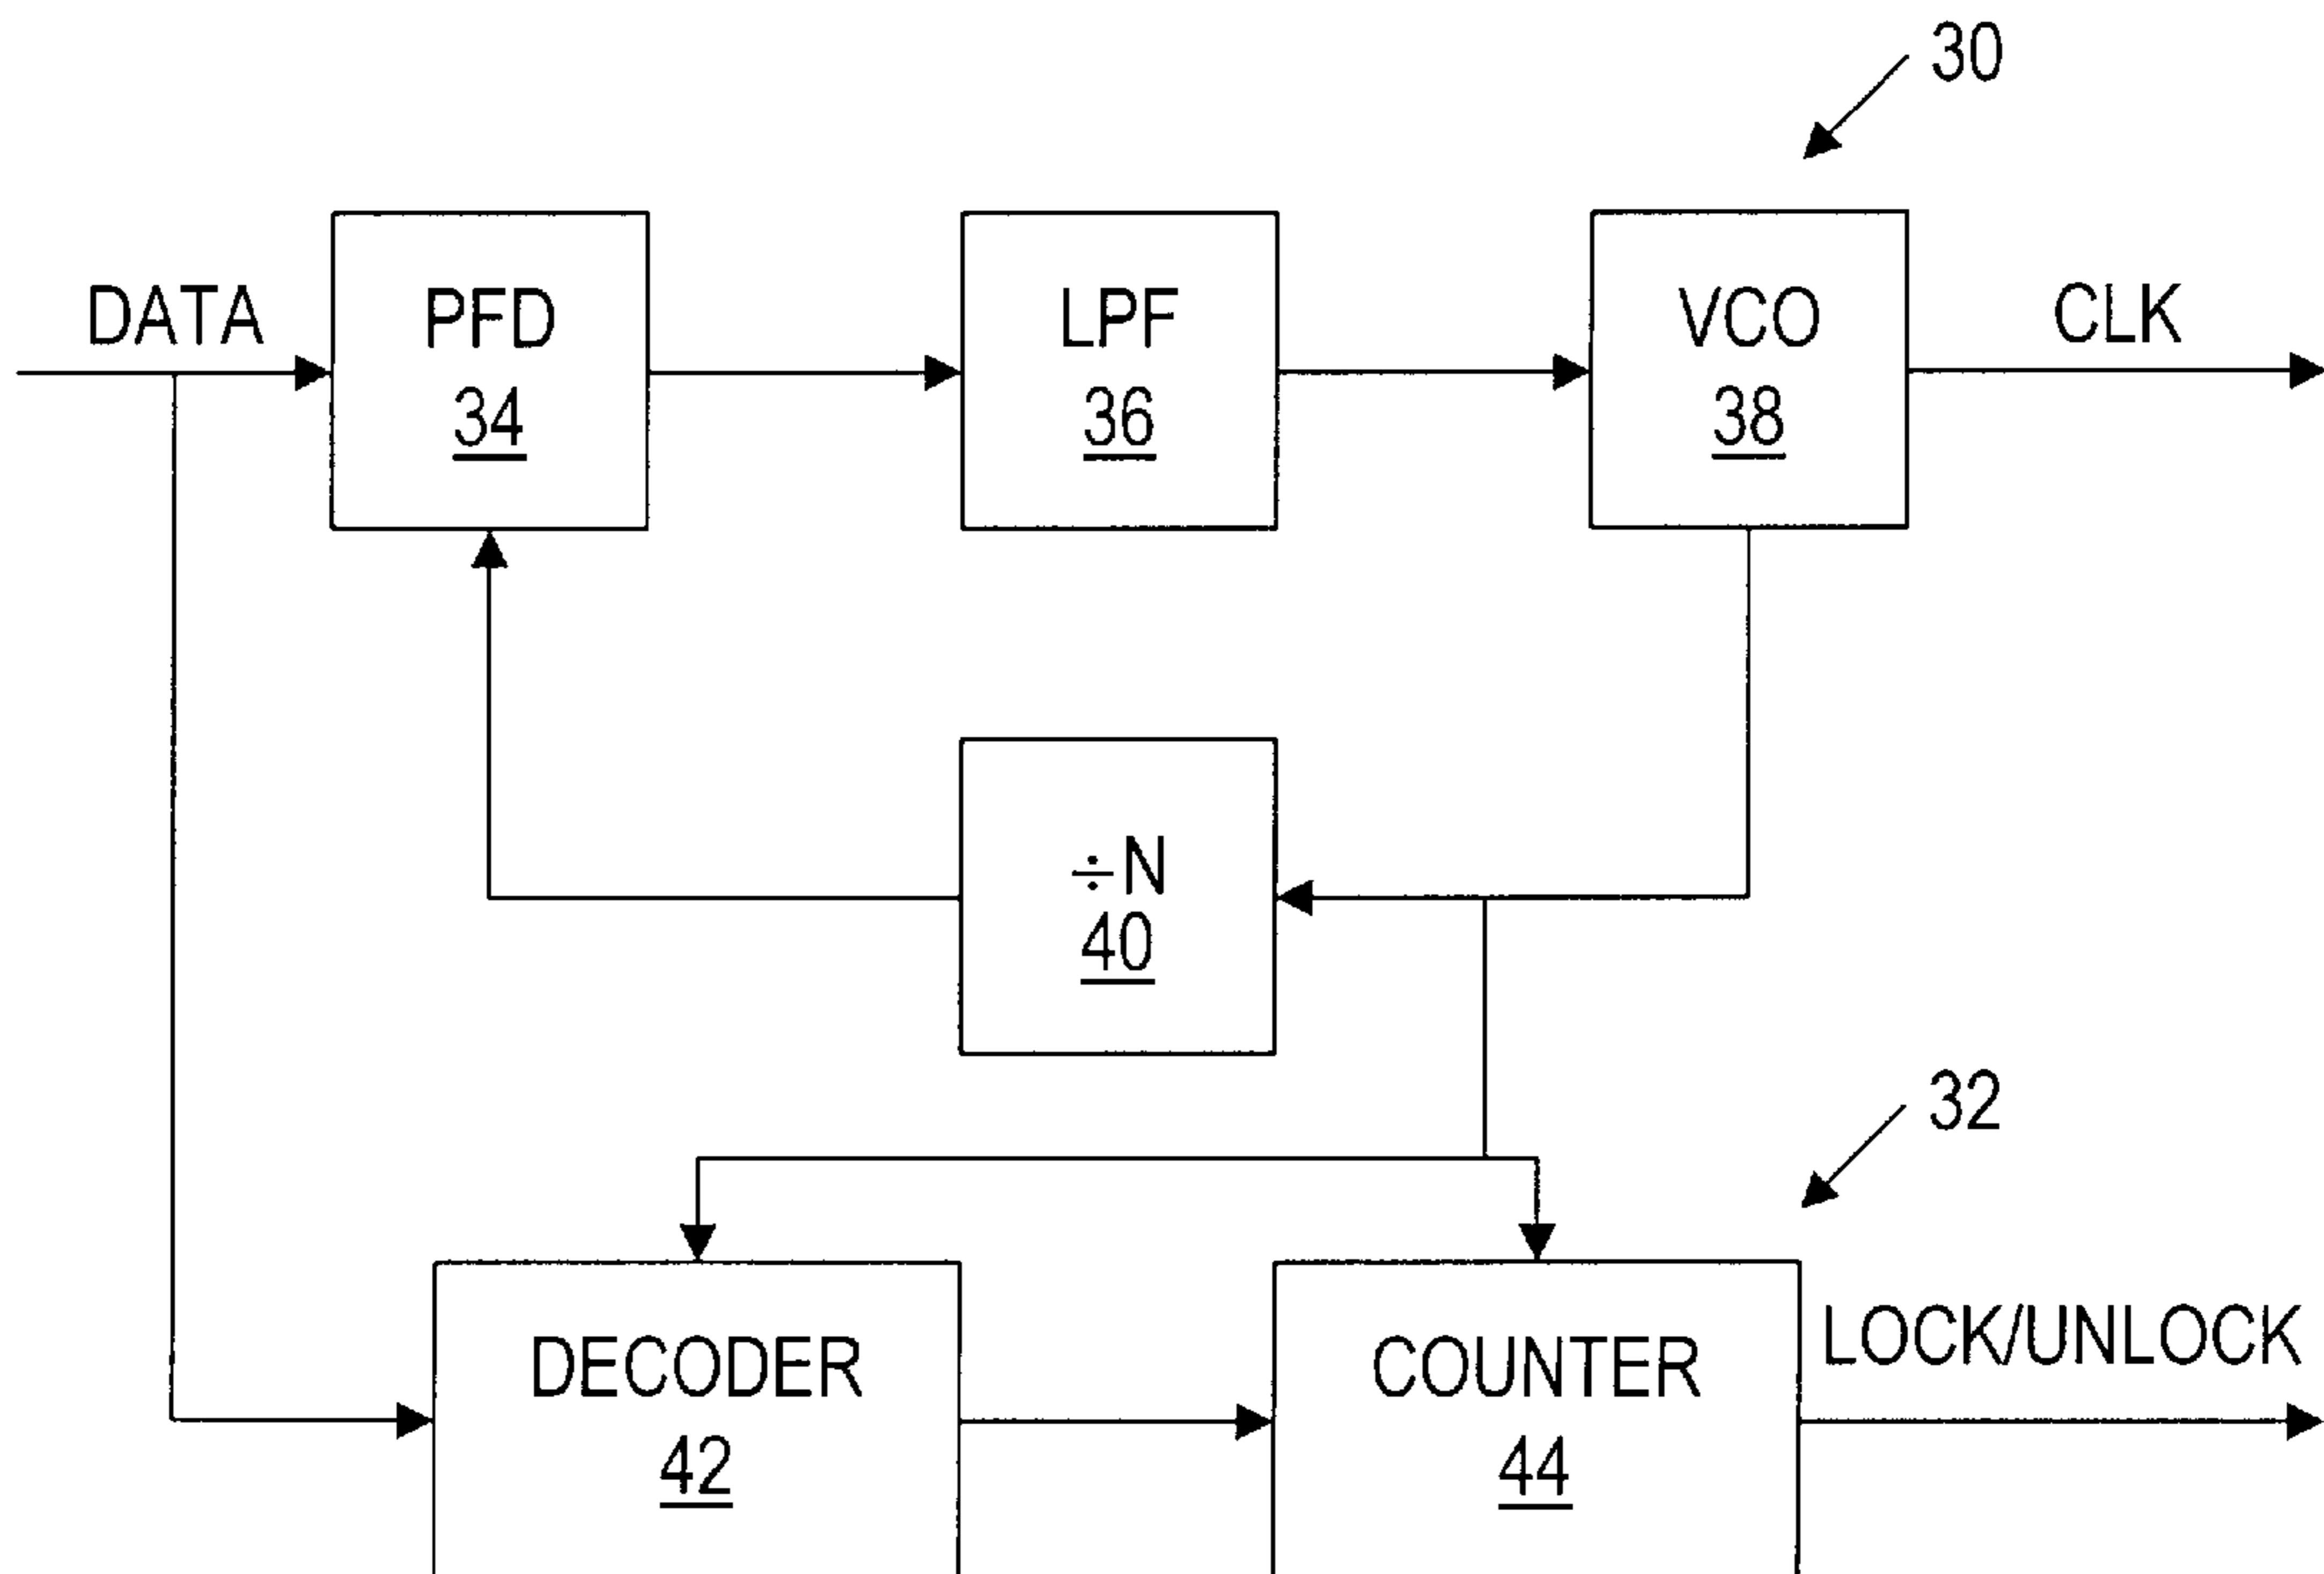 30
DATA
PFD
34
LPF
36
VCO
38
CLK
÷N
40
32
DECODER
42
COUNTER
44
LOCK/UNLOCK